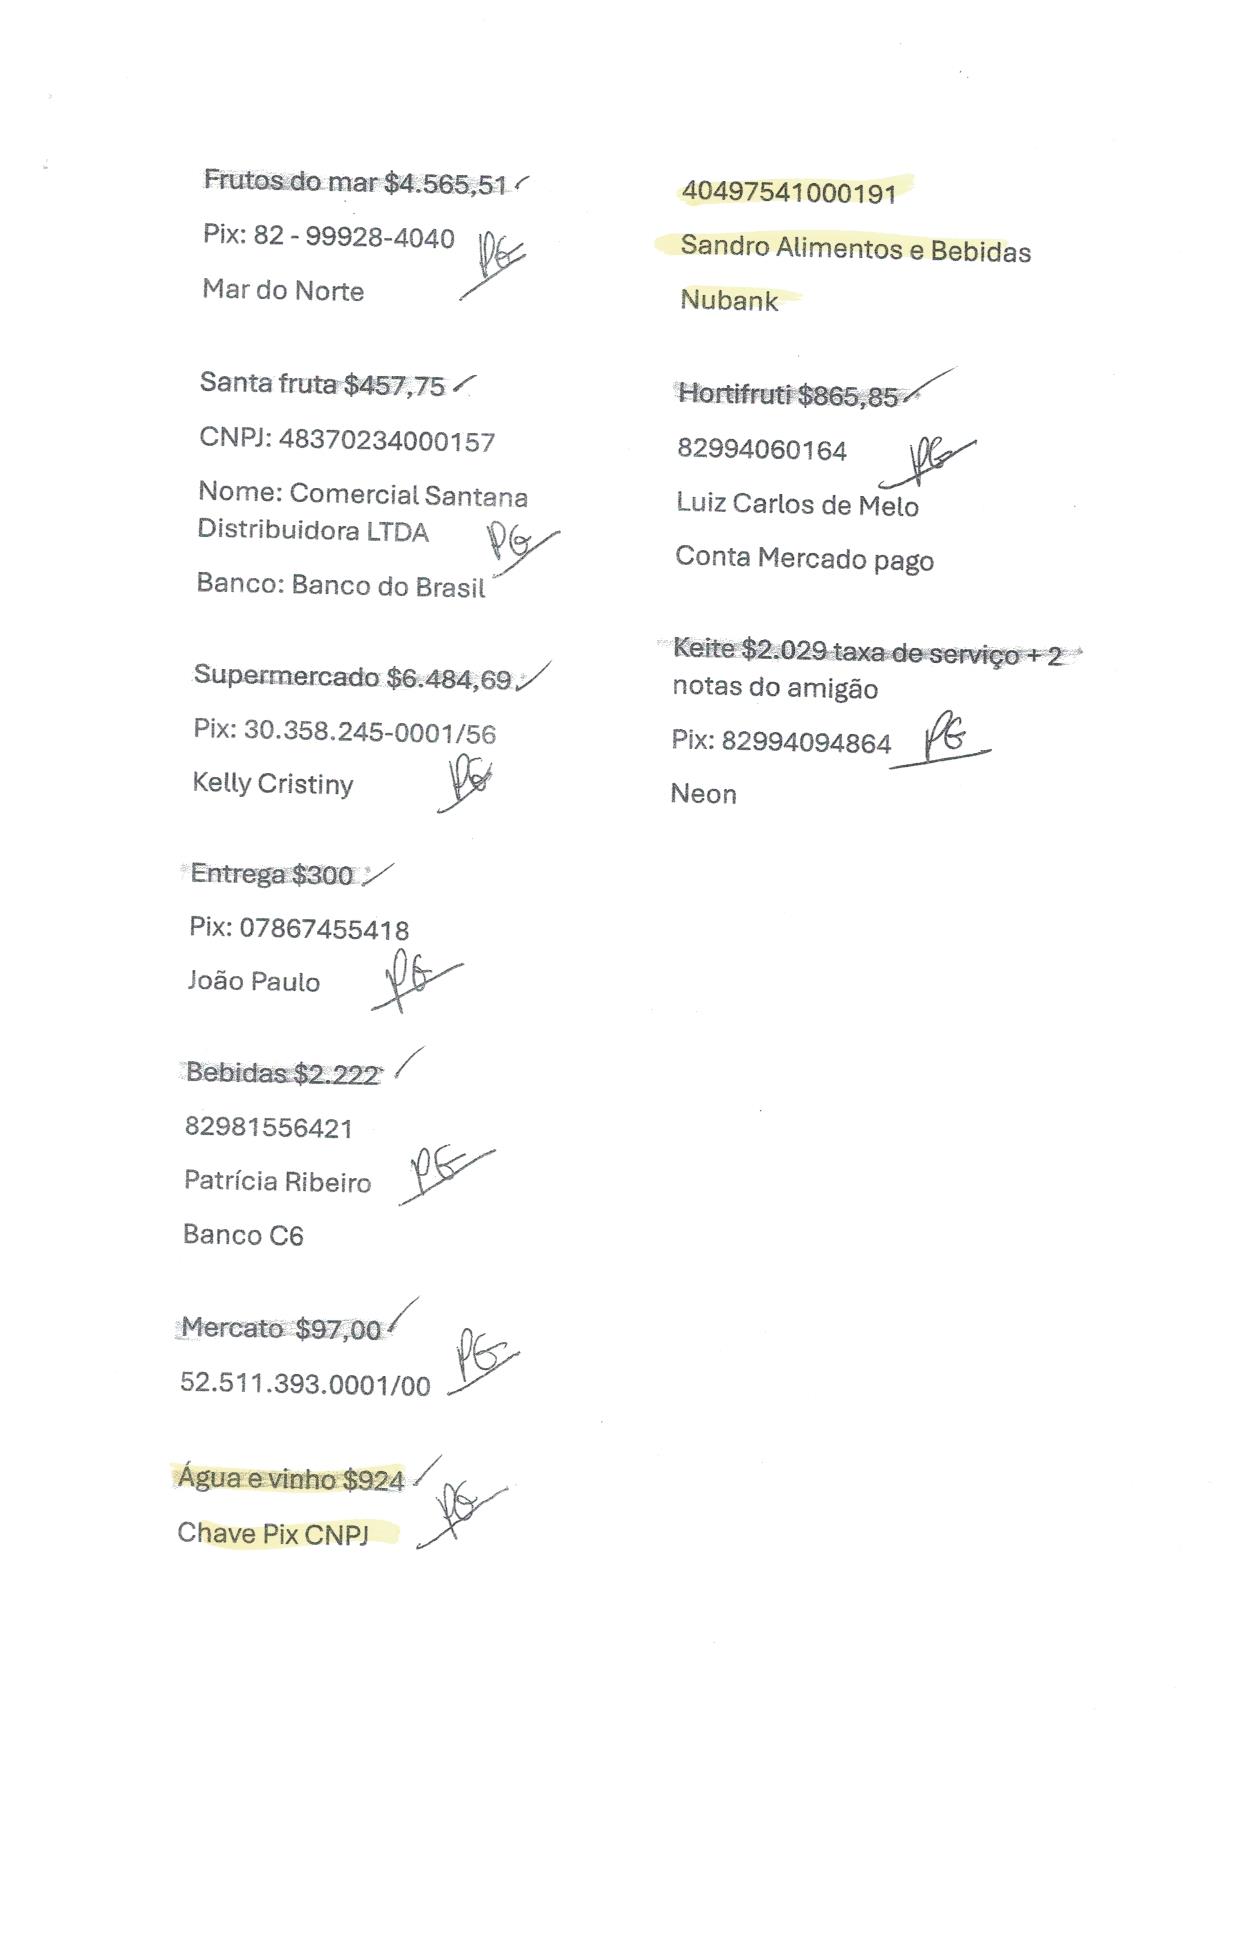 Frutos do mar $4.565,51
Pix: 82 - 99928-4040
PG
Mar do Norte
Santa fruta $457,75
CNPJ: 48370234000157
Nome: Comercial Santana
Distribuidora LTDA
PG
Banco: Banco do Brasil
Supermercado $6.484,69
Pix: 30.358.245-0001/56
Kelly Cristiny
PG
Entrega $300
Pix: 07867455418
João Paulo
PG
Bebidas $2.222
82981556421
Patrícia Ribeiro
PG
Banco C6
Mercato $97,00
PG
52.511.393.0001/00
Água e vinho $924
PG
Chave Pix CNPJ
40497541000191
Sandro Alimentos e Bebidas
Nubank
Hortifruti $865,85
82994060164
PG
Luiz Carlos de Melo
Conta Mercado pago
Keite $2.029 taxa de serviço + 2
notas do amigão
Pix: 82994094864
PG
Neon